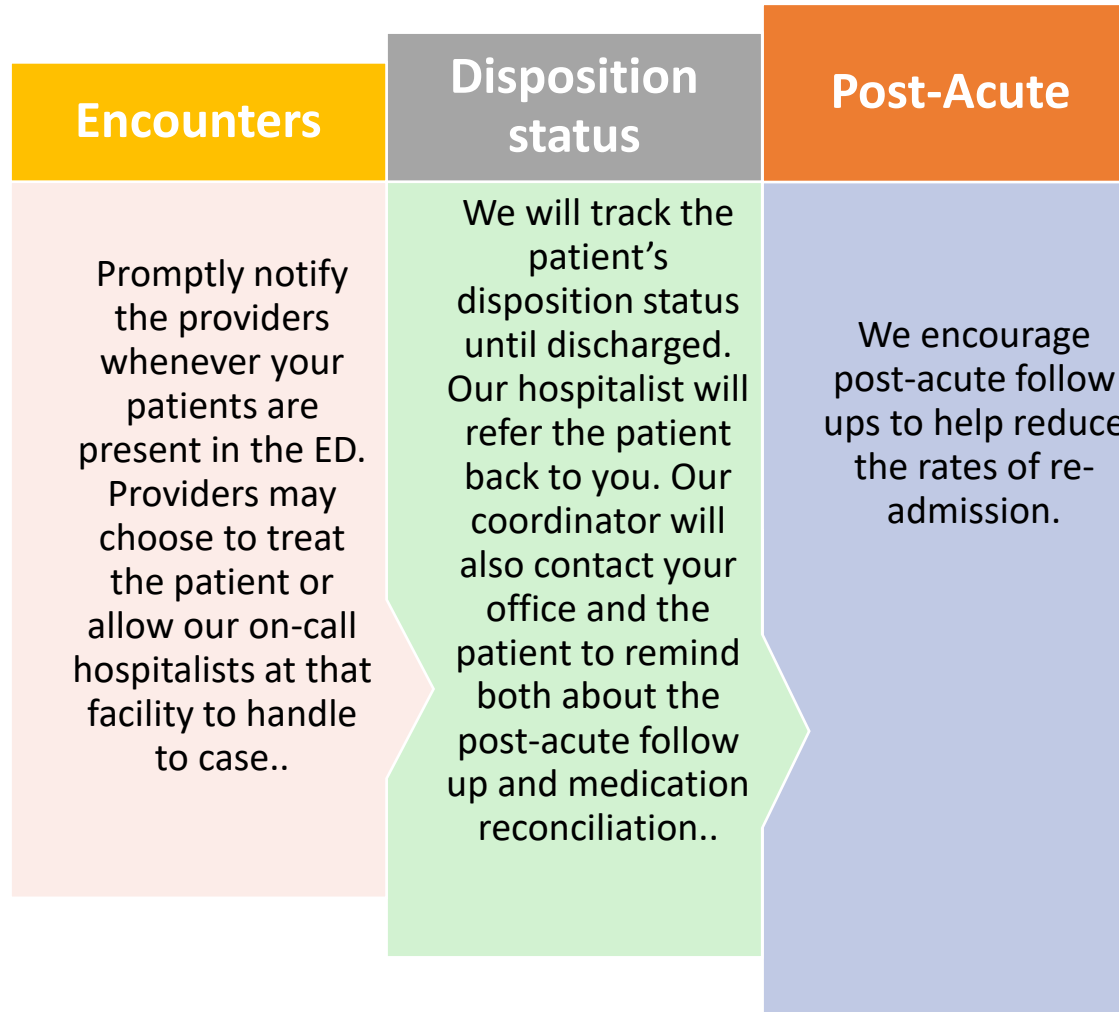 Encounters
Promptly notify
the providers
whenever your
patients are
present in the ED.
Providers may
choose to treat
the patient or
allow our on-call
hospitalists at that
facility to handle
to case..
Disposition
status
We will track the
patient’s
disposition status
until discharged.
Our hospitalist will
refer the patient
back to you. Our
coordinator will
also contact your
office and the
patient to remind
both about the
post-acute follow
up and medication
reconciliation..
Post-Acute
We encourage
post-acute follow
ups to help reduce
the rates of re-
admission.